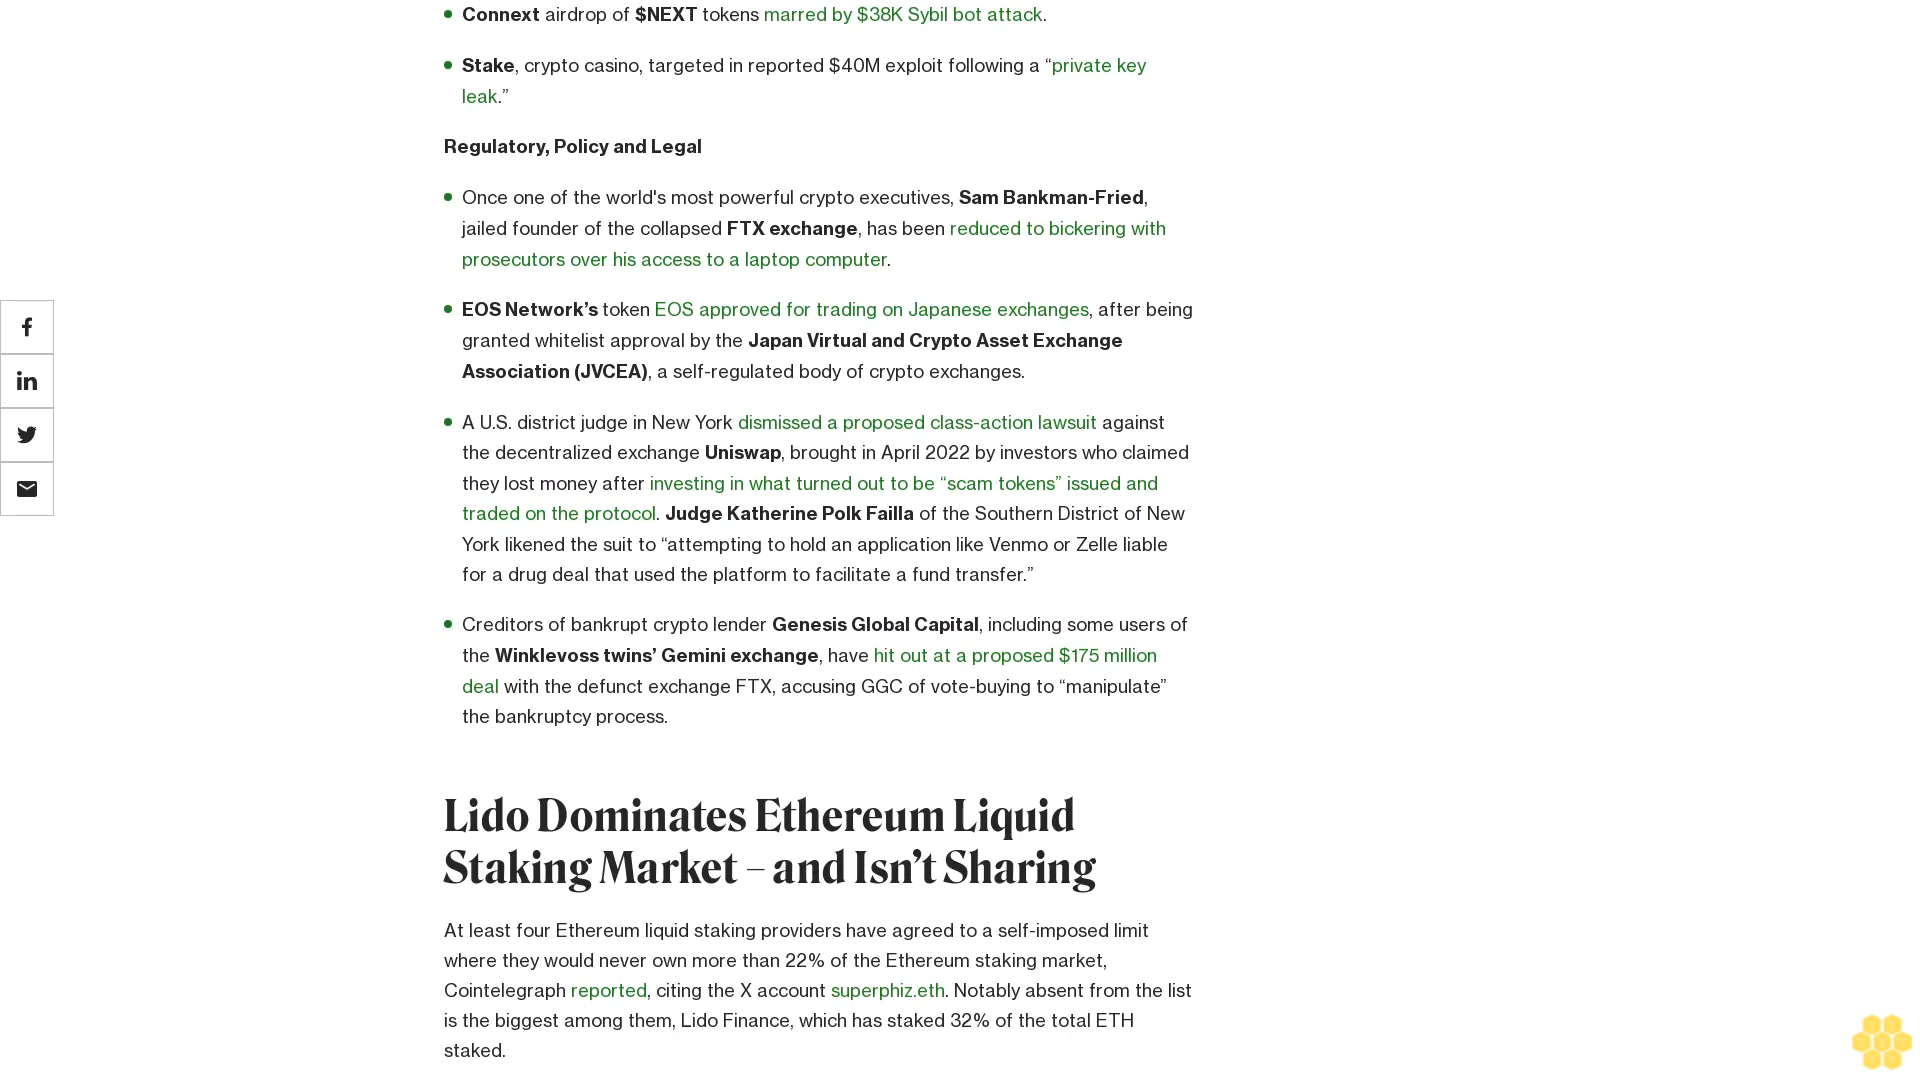 Connext airdrop of $NEXT tokens marred by $38K Sybil bot attack.
Stake, crypto casino, targeted in reported $40M exploit following a “private key
leak.”
Regulatory, Policy and Legal
Once one of the world's most powerful crypto executives, Sam Bankman-Fried,
jailed founder of the collapsed FTX exchange, has been reduced to bickering with
prosecutors over his access to a laptop computer.
EOS Network’s token EOS approved for trading on Japanese exchanges, after being
granted whitelist approval by the Japan Virtual and Crypto Asset Exchange
Association (JVCEA), a self-regulated body of crypto exchanges.
A U.S. district judge in New York dismissed a proposed class-action lawsuit against
the decentralized exchange Uniswap, brought in April 2022 by investors who claimed
they lost money after investing in what turned out to be “scam tokens” issued and
traded on the protocol. Judge Katherine Polk Failla of the Southern District of New
York likened the suit to “attempting to hold an application like Venmo or Zelle liable
for a drug deal that used the platform to facilitate a fund transfer.”
Creditors of bankrupt crypto lender Genesis Global Capital, including some users of
the Winklevoss twins’ Gemini exchange, have hit out at a proposed $175 million
deal with the defunct exchange FTX, accusing GGC of vote-buying to “manipulate”
the bankruptcy process.
Lido Dominates Ethereum Liquid
Staking Market – and Isn’t Sharing
At least four Ethereum liquid staking providers have agreed to a self-imposed limit
where they would never own more than 22% of the Ethereum staking market,
Cointelegraph reported, citing the X account superphiz.eth. Notably absent from the list
is the biggest among them, Lido Finance, which has staked 32% of the total ETH
staked.